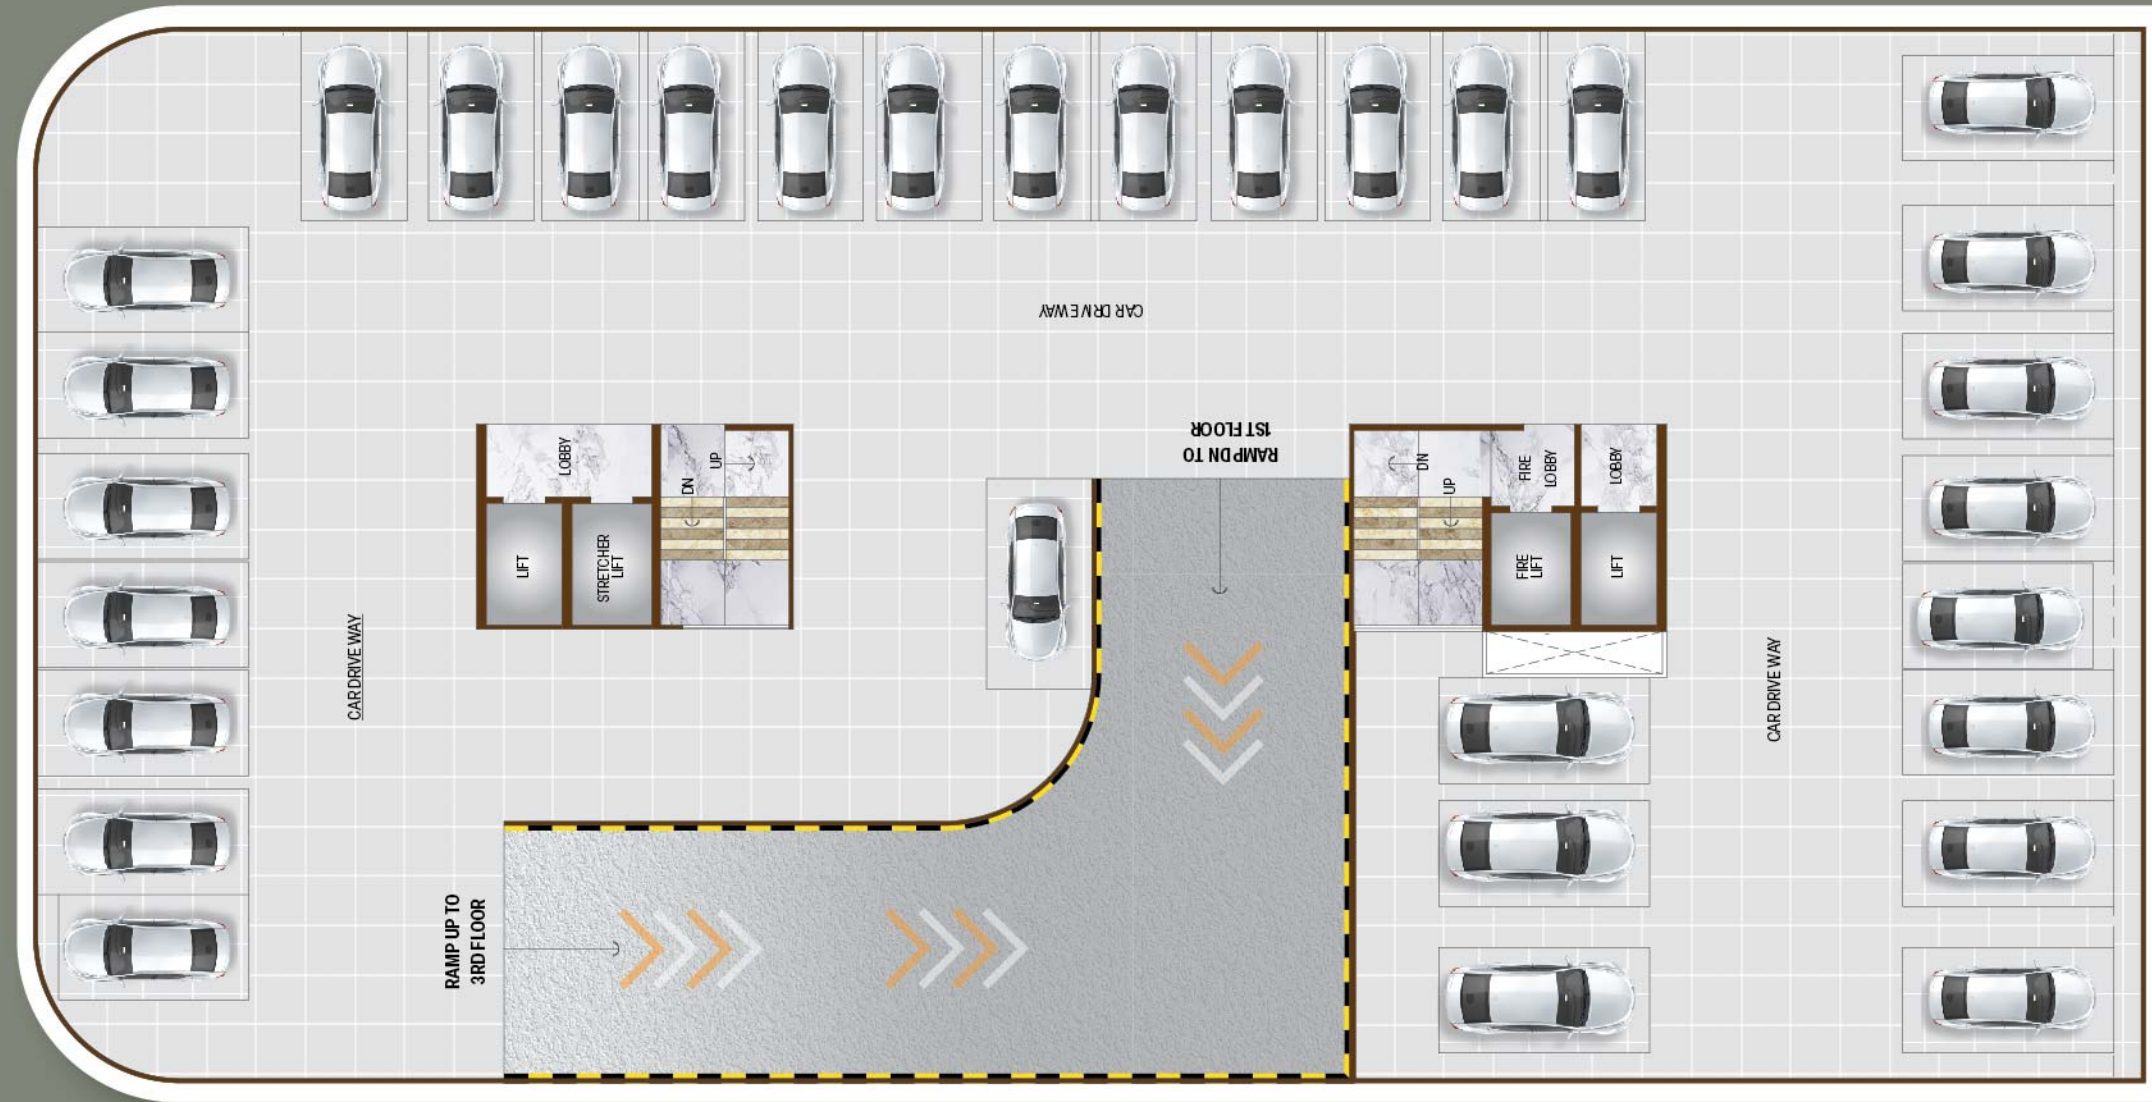 CAR DRIVE WAY
RAMP DN TO
1ST FLOOR
LOBBY
UP
DN
LIFT
STRETCHER
LIFT
DN
UP
FIRE
LOBBY
LOBBY
FIRE
LIFT
LIFT
CAR DRIVE WAY
CAR DRIVE WAY
RAMP UP TO
3RD FLOOR